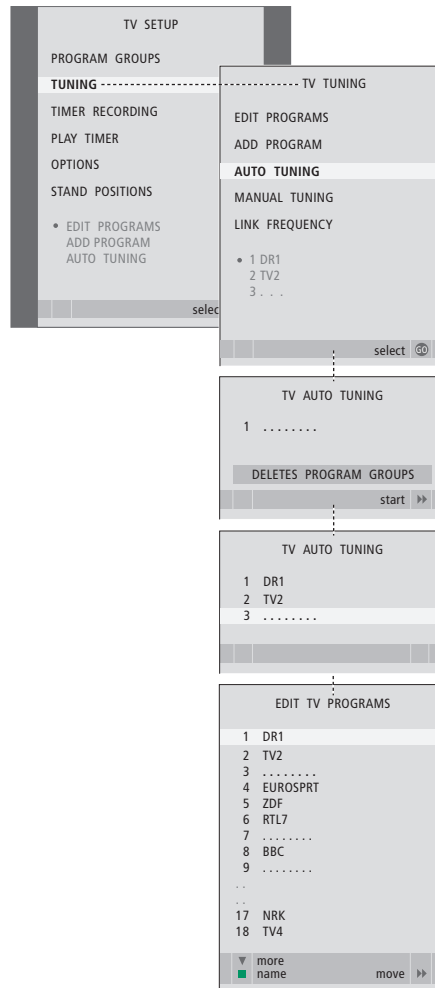 TV SETUP
PROGRAM GROUPS
TUNING
TIMER RECORDING
PLAY TIMER
OPTIONS
STAND POSITIONS
• EDIT PROGRAMS
ADD PROGRAM
AUTO TUNING
selec
TV TUNING
EDIT PROGRAMS
ADD PROGRAM
AUTO TUNING
MANUAL TUNING
LINK FREQUENCY
• 1 DR1
2 TV2
3 . . .
select GO
TV AUTO TUNING
1 ........
DELETES PROGRAM GROUPS
start
TV AUTO TUNING
1 DR1
2 TV2
3 ........
EDIT TV PROGRAMS
1 DR1
2 TV2
3 ........
4 EUROSPRT
5 ZDF
6 RTL7
7 ........
8 BBC
9 ........
. .
. .
17 NRK
18 TV4
more
name move